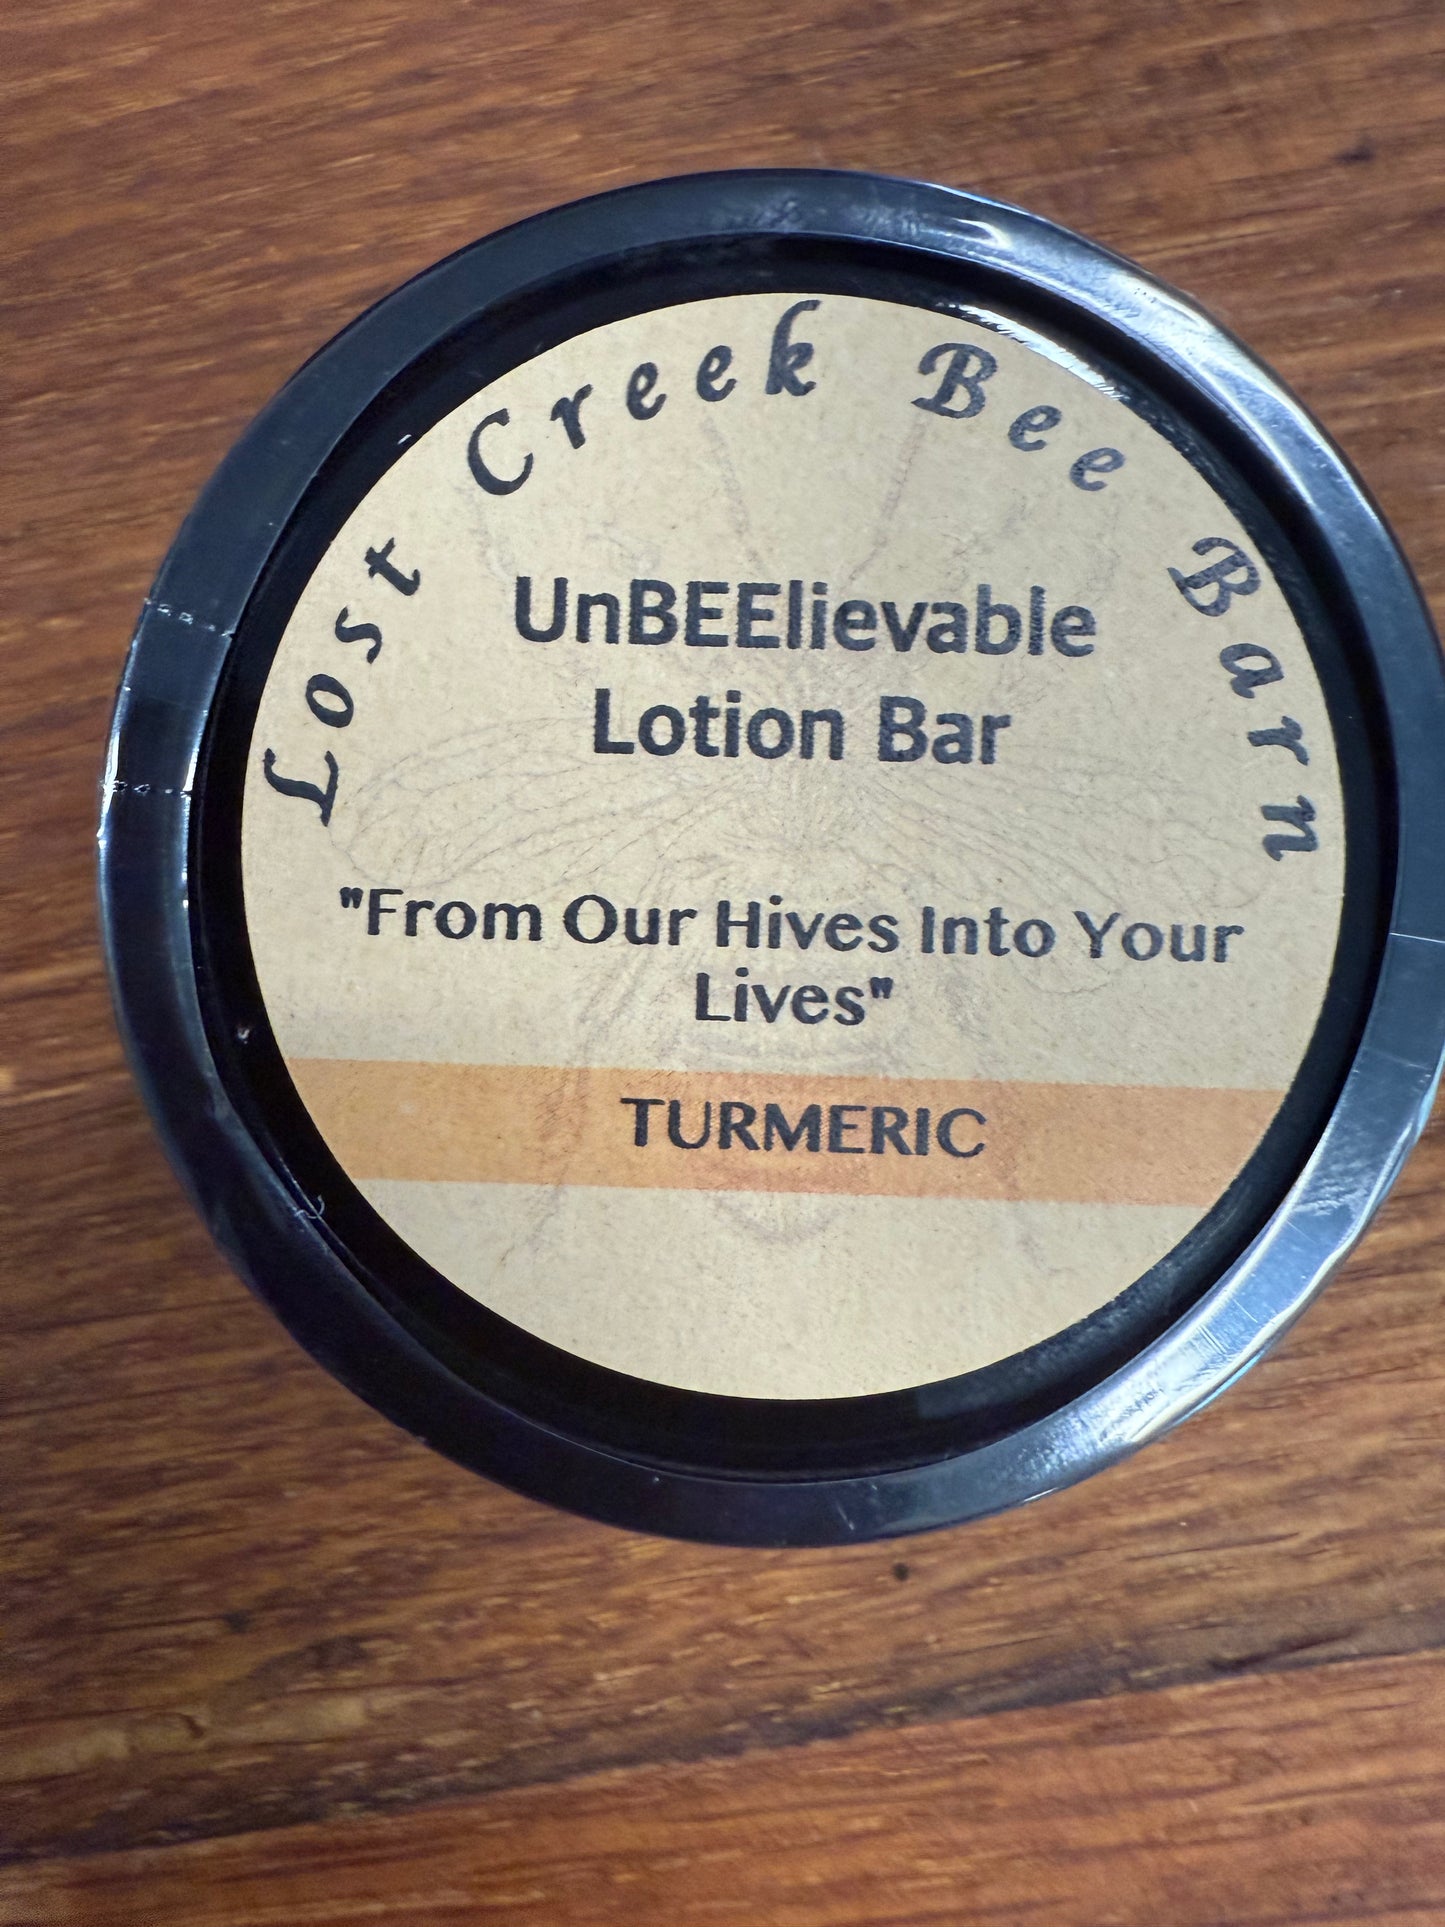 Lost Creek Bee Barn
UnBEElievable
Lotion Bar
"From Our Hives Into Your
Lives"
TURMERIC